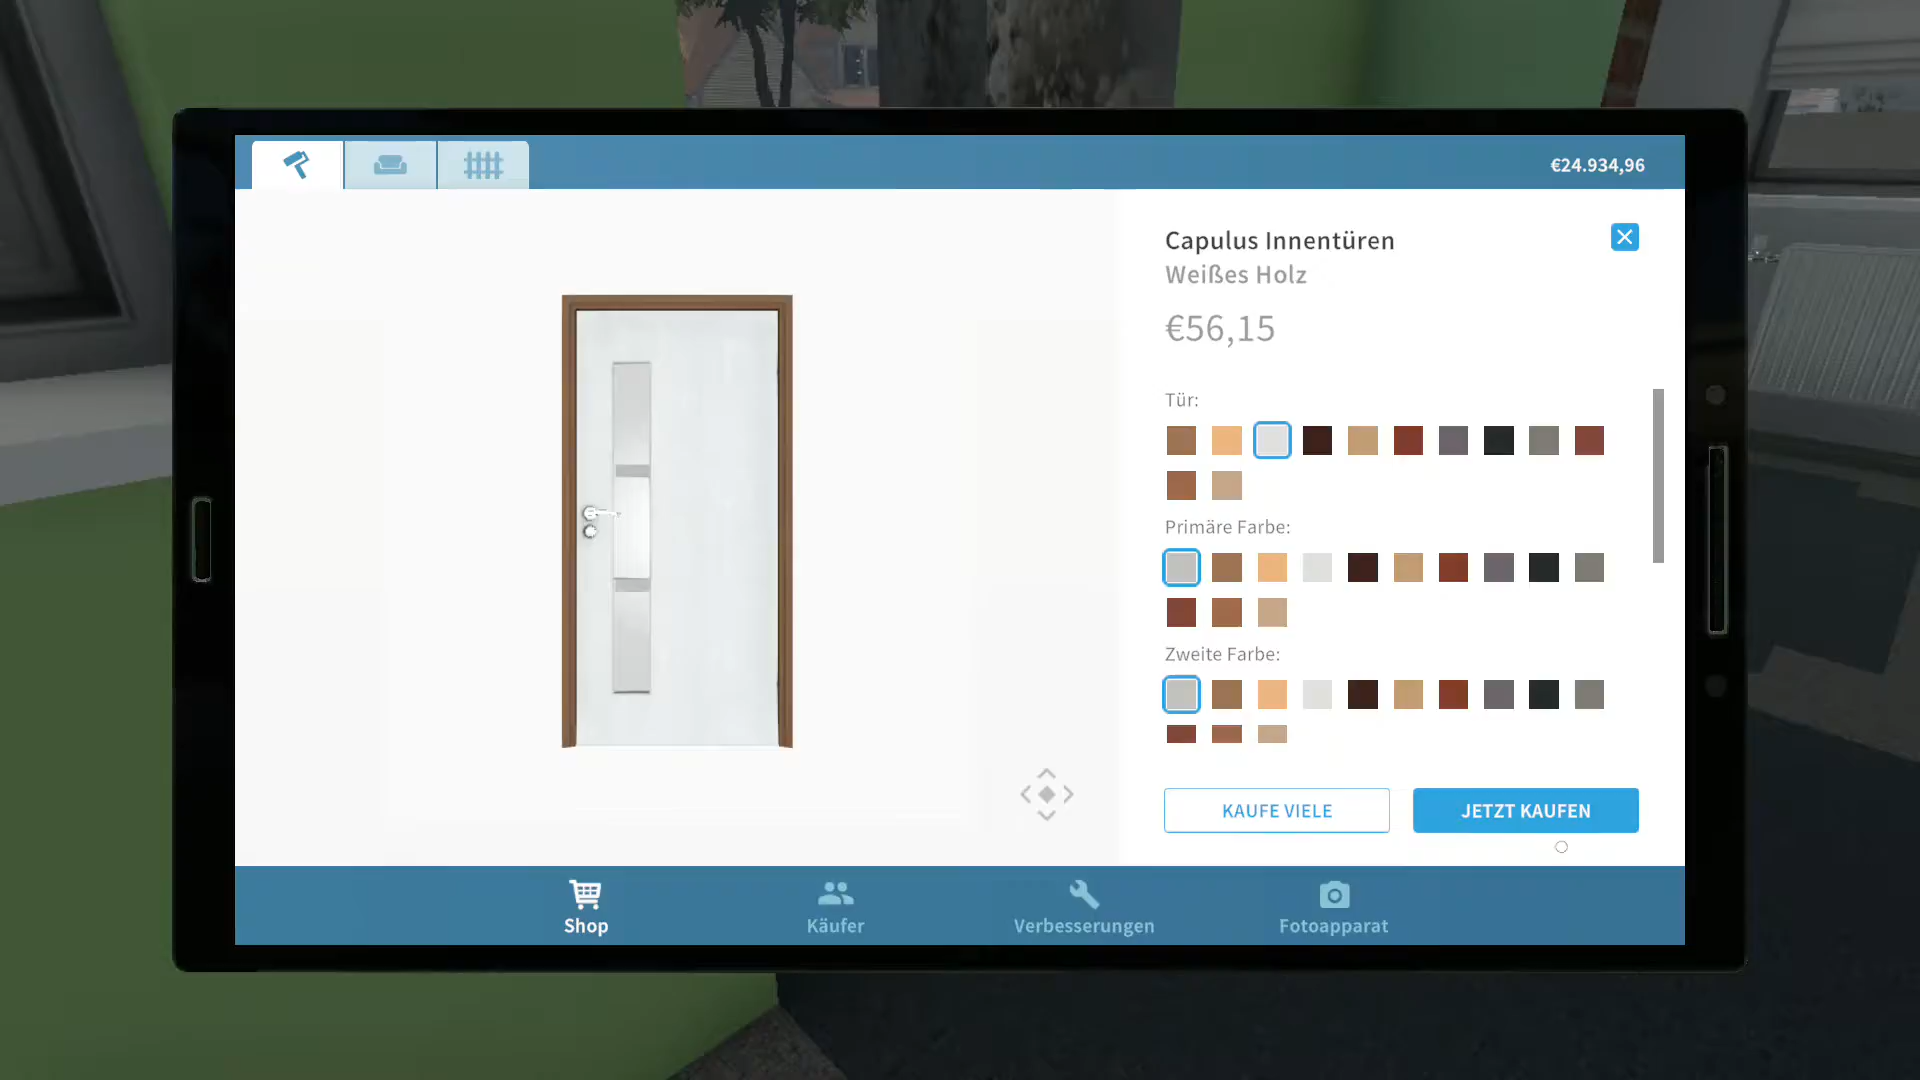 €24.934,96
Capulus Innentüren
Weißes Holz
€56,15
Tür:
Primäre Farbe:
Zweite Farbe:
KAUFE VIELE
JETZT KAUFEN
Shop
Käufer
Verbesserungen
Fotoapparat